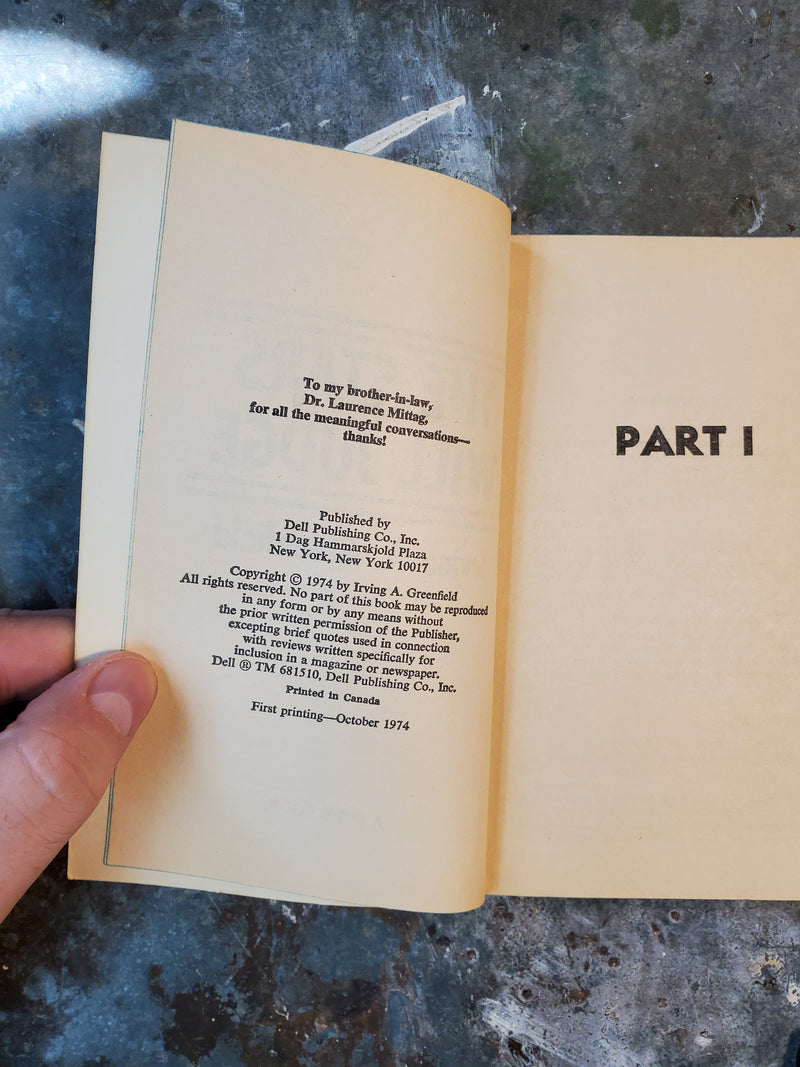 To my brother-in-law,
Dr. Laurence Mittag,
for all the meaningful conversations—
thanks!
Published by
Dell Publishing Co., Inc.
1 Dag Hammarskjold Plaza
New York, New York 10017
Copyright © 1974 by Irving A. Greenfield
All rights reserved. No part of this book may be reproduced
in any form or by any means without
the prior written permission of the Publisher,
excepting brief quotes used in connection
with reviews written specifically for
inclusion in a magazine or newspaper.
Dell ® TM 681510, Dell Publishing Co., Inc.
Printed in Canada
First printing—October 1974
PART I